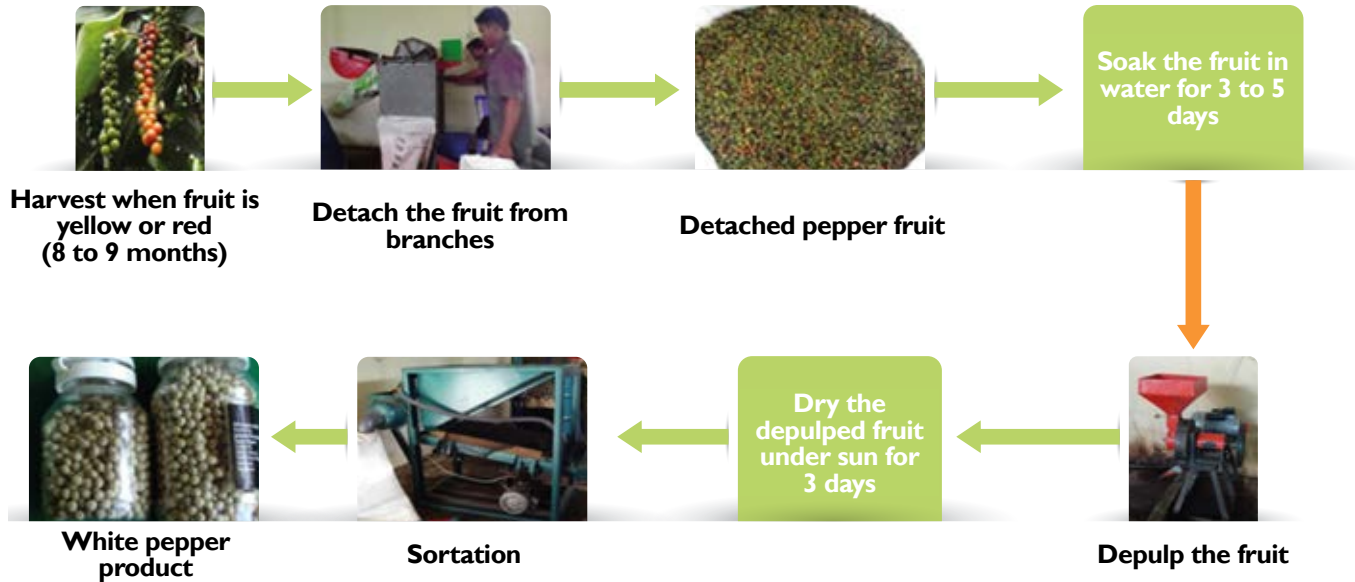 Harvest when fruit is
yellow or red
(8 to 9 months)
Detach the fruit from
branches
Detached pepper fruit
Soak the fruit in
water for 3 to 5
days
Depulp the fruit
Dry the
depulped fruit
under sun for
3 days
Sortation
White pepper
product